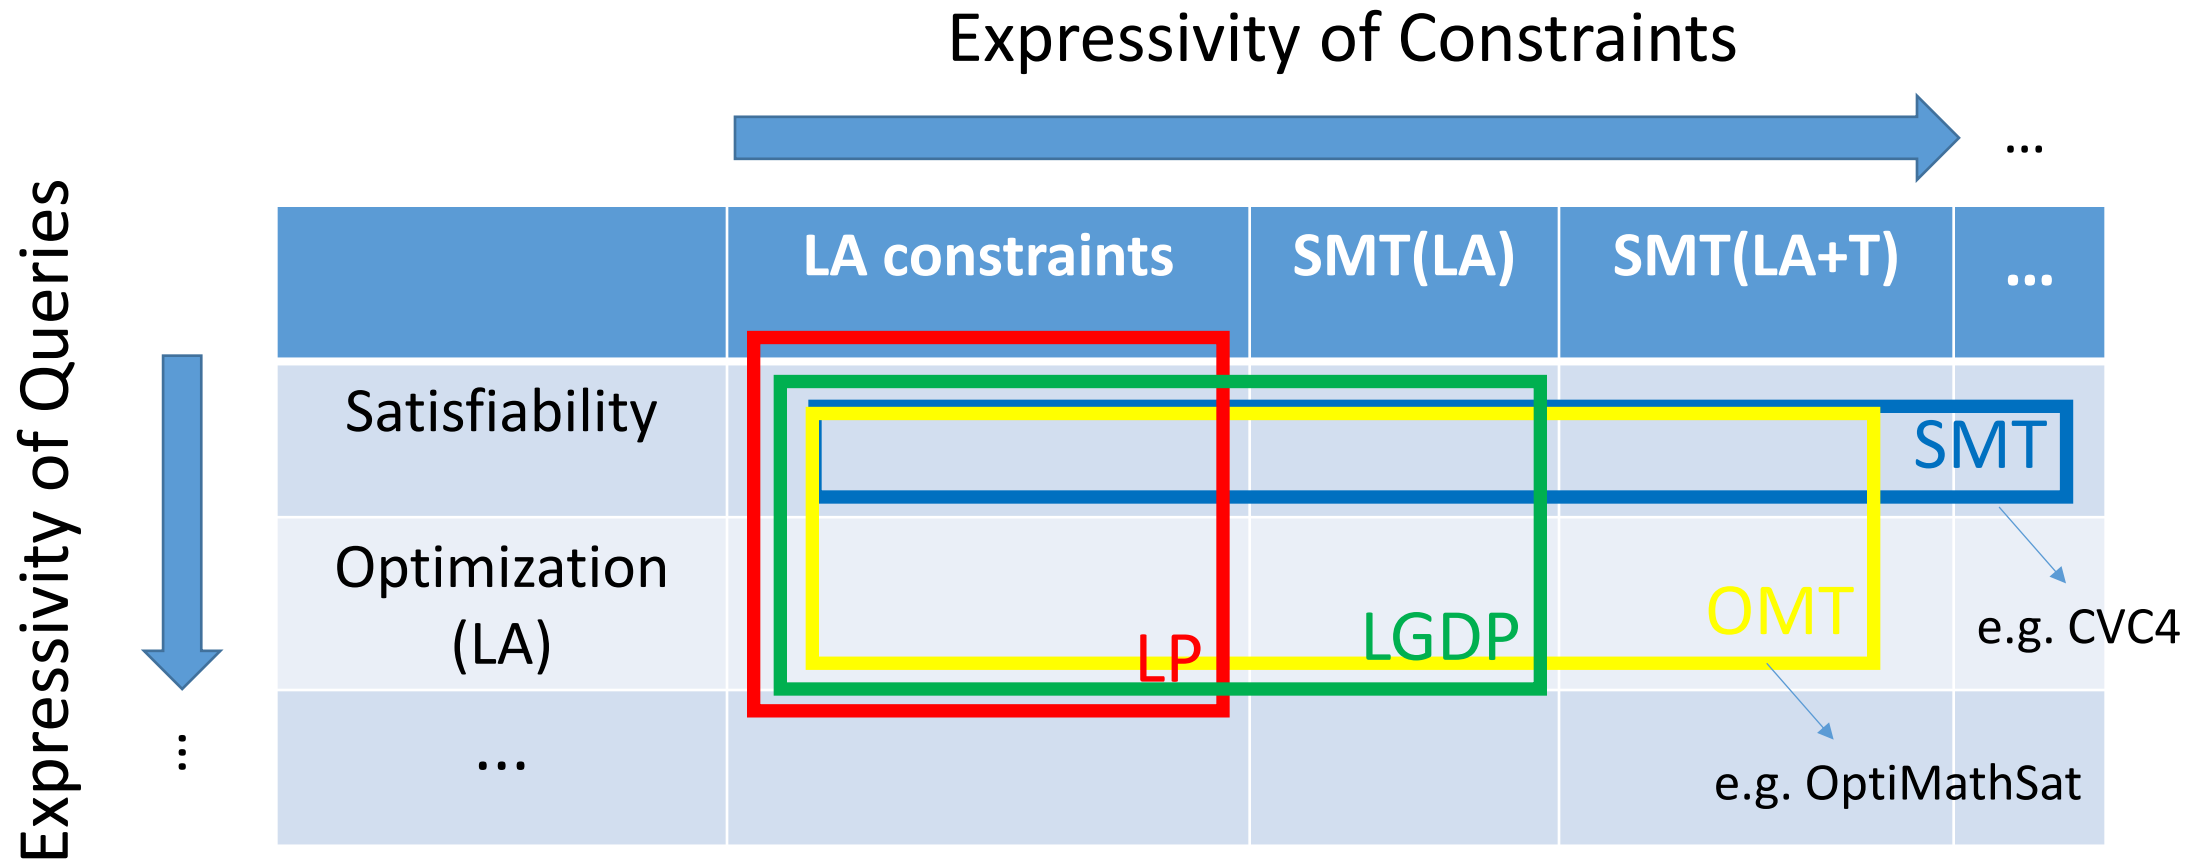 Expressivity of Constraints
...
Expressivity of Queries
...
LA constraints
SMT(LA)
SMT(LA+T)
...
Satisfiability
SMT
Optimization
(LA)
LP
LGDP
OMT
e.g. CVC4
...
e.g. OptiMathSat